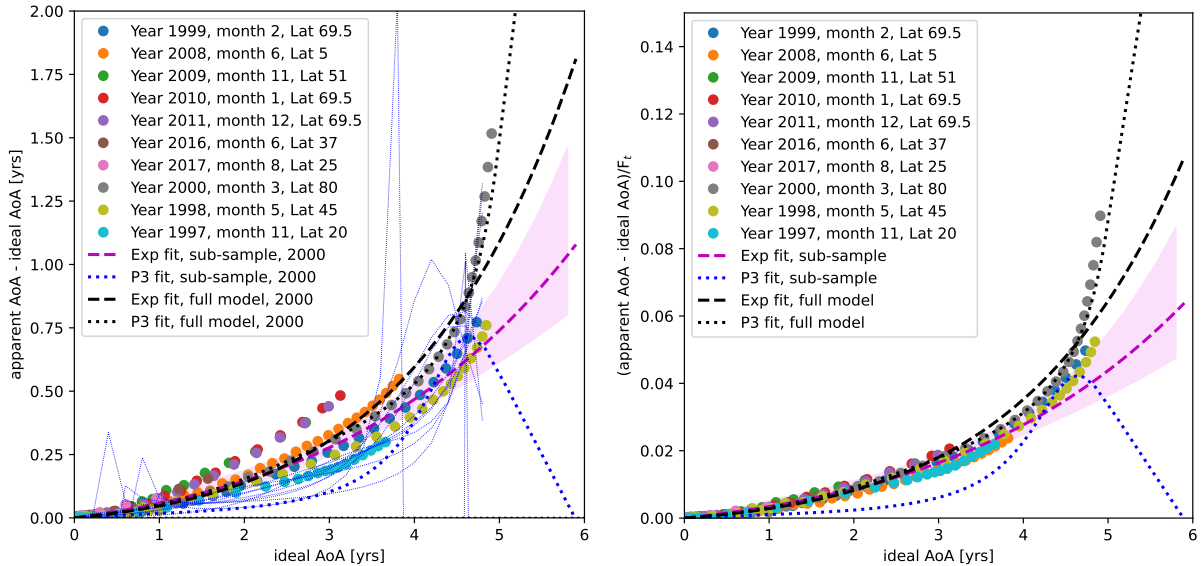 2.00
1.75
1.50
1.25
1.00
0.75
0.50
0.25
0.00
apparent AoA - ideal AoA [yrs]
Year 1999, month 2, Lat 69.5
Year 2008, month 6, Lat 5
Year 2009, month 11, Lat 51
Year 2010, month 1, Lat 69.5
Year 2011, month 12, Lat 69.5
Year 2016, month 6, Lat 37
Year 2017, month 8, Lat 25
Year 2000, month 3, Lat 80
Year 1998, month 5, Lat 45
Year 1997, month 11, Lat 20
Exp fit, sub-sample, 2000
P3 fit, sub-sample, 2000
Exp fit, full model, 2000
P3 fit, full model, 2000
0 1 2 3 4 5 6
ideal AoA [yrs]
0.14
0.12
0.10
0.08
0.06
0.04
0.02
0.00
(apparent AoA - ideal AoA)/Fₜ
Year 1999, month 2, Lat 69.5
Year 2008, month 6, Lat 5
Year 2009, month 11, Lat 51
Year 2010, month 1, Lat 69.5
Year 2011, month 12, Lat 69.5
Year 2016, month 6, Lat 37
Year 2017, month 8, Lat 25
Year 2000, month 3, Lat 80
Year 1998, month 5, Lat 45
Year 1997, month 11, Lat 20
Exp fit, sub-sample
P3 fit, sub-sample
Exp fit, full model
P3 fit, full model
0 1 2 3 4 5 6
ideal AoA [yrs]